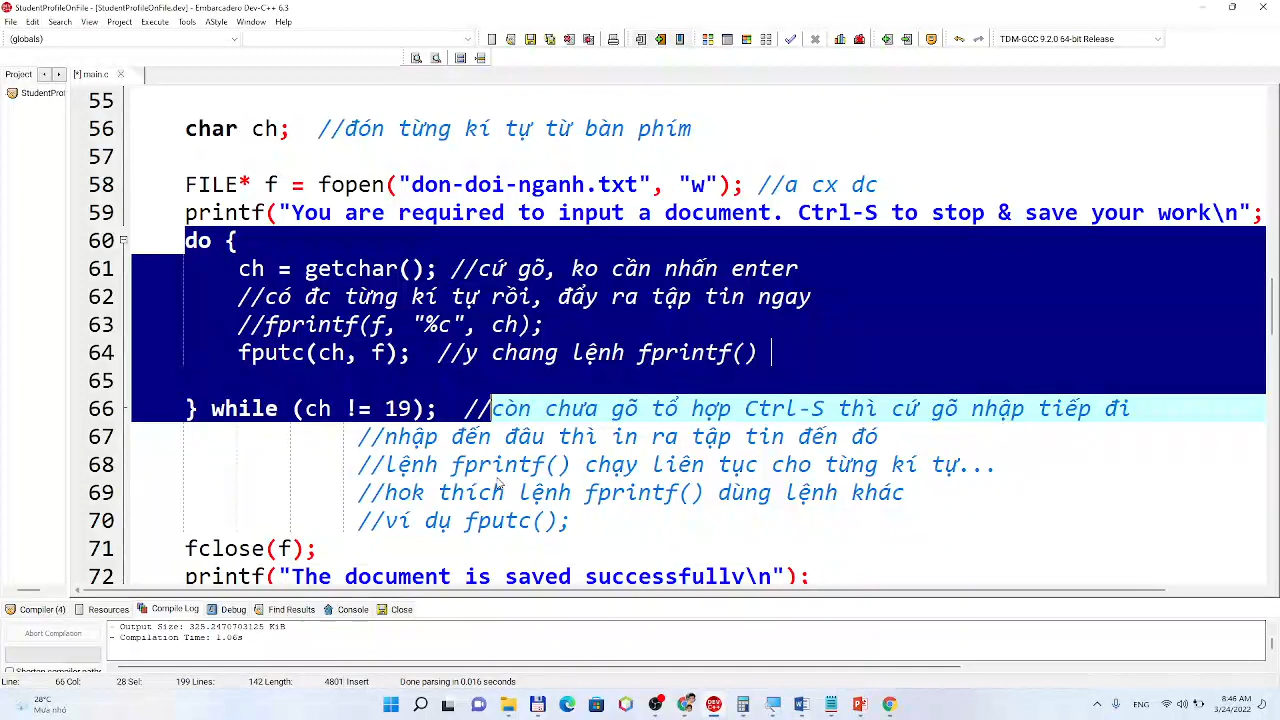 StudentProfileOnFile - [StudentProfileOnFile.dev] - Embarcadero Dev-C++ 6.3
File Edit Search View Project Execute Tools AStyle Window Help
(globals)
TDM-GCC 9.2.0 64-bit Release
Project [*] main.c
StudentProf
55
56 char ch; //đón từng kí tự từ bàn phím
57
58 FILE* f = fopen("don-doi-nganh.txt", "w"); //a cx dc
59 printf("You are required to input a document. Ctrl-S to stop & save your work\n";
60 do {
61 ch = getchar(); //cứ gõ, ko cần nhấn enter
62 //có đc từng kí tự rồi, đẩy ra tập tin ngay
63 //fprintf(f, "%c", ch);
64 fputc(ch, f); //y chang lệnh fprintf()
65
66 } while (ch != 19); //còn chưa gõ tổ hợp Ctrl-S thì cứ gõ nhập tiếp đi
67 //nhập đến đâu thì in ra tập tin đến đó
68 //lệnh fprintf() chạy liên tục cho từng kí tự...
69 //hok thích lệnh fprintf() dùng lệnh khác
70 //ví dụ fputc();
71 fclose(f);
72 printf("The document is saved successfully\n");
Compiler (4) Resources Compile Log Debug Find Results Console Close
Abort Compilation
Shorten compiler paths
- Output Size: 325.2470703125 KiB
- Compilation Time: 1.06s
Line: 66 Col: 28 Sel: 199 Lines: 142 Length: 4801 Insert Done parsing in 0.016 seconds
28°C
Mưa nhỏ
ENG
8:46 AM
3/24/2022